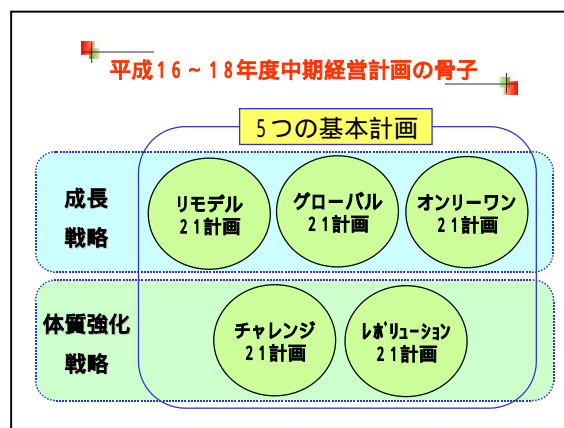 平成16~18年度中期経営計画の骨子
5つの基本計画
成長
戦略
リモデル
21計画
グローバル
21計画
オンリーワン
21計画
体質強化
戦略
チャレンジ
21計画
ﾚﾎﾞﾘｭｰｼｮﾝ
21計画